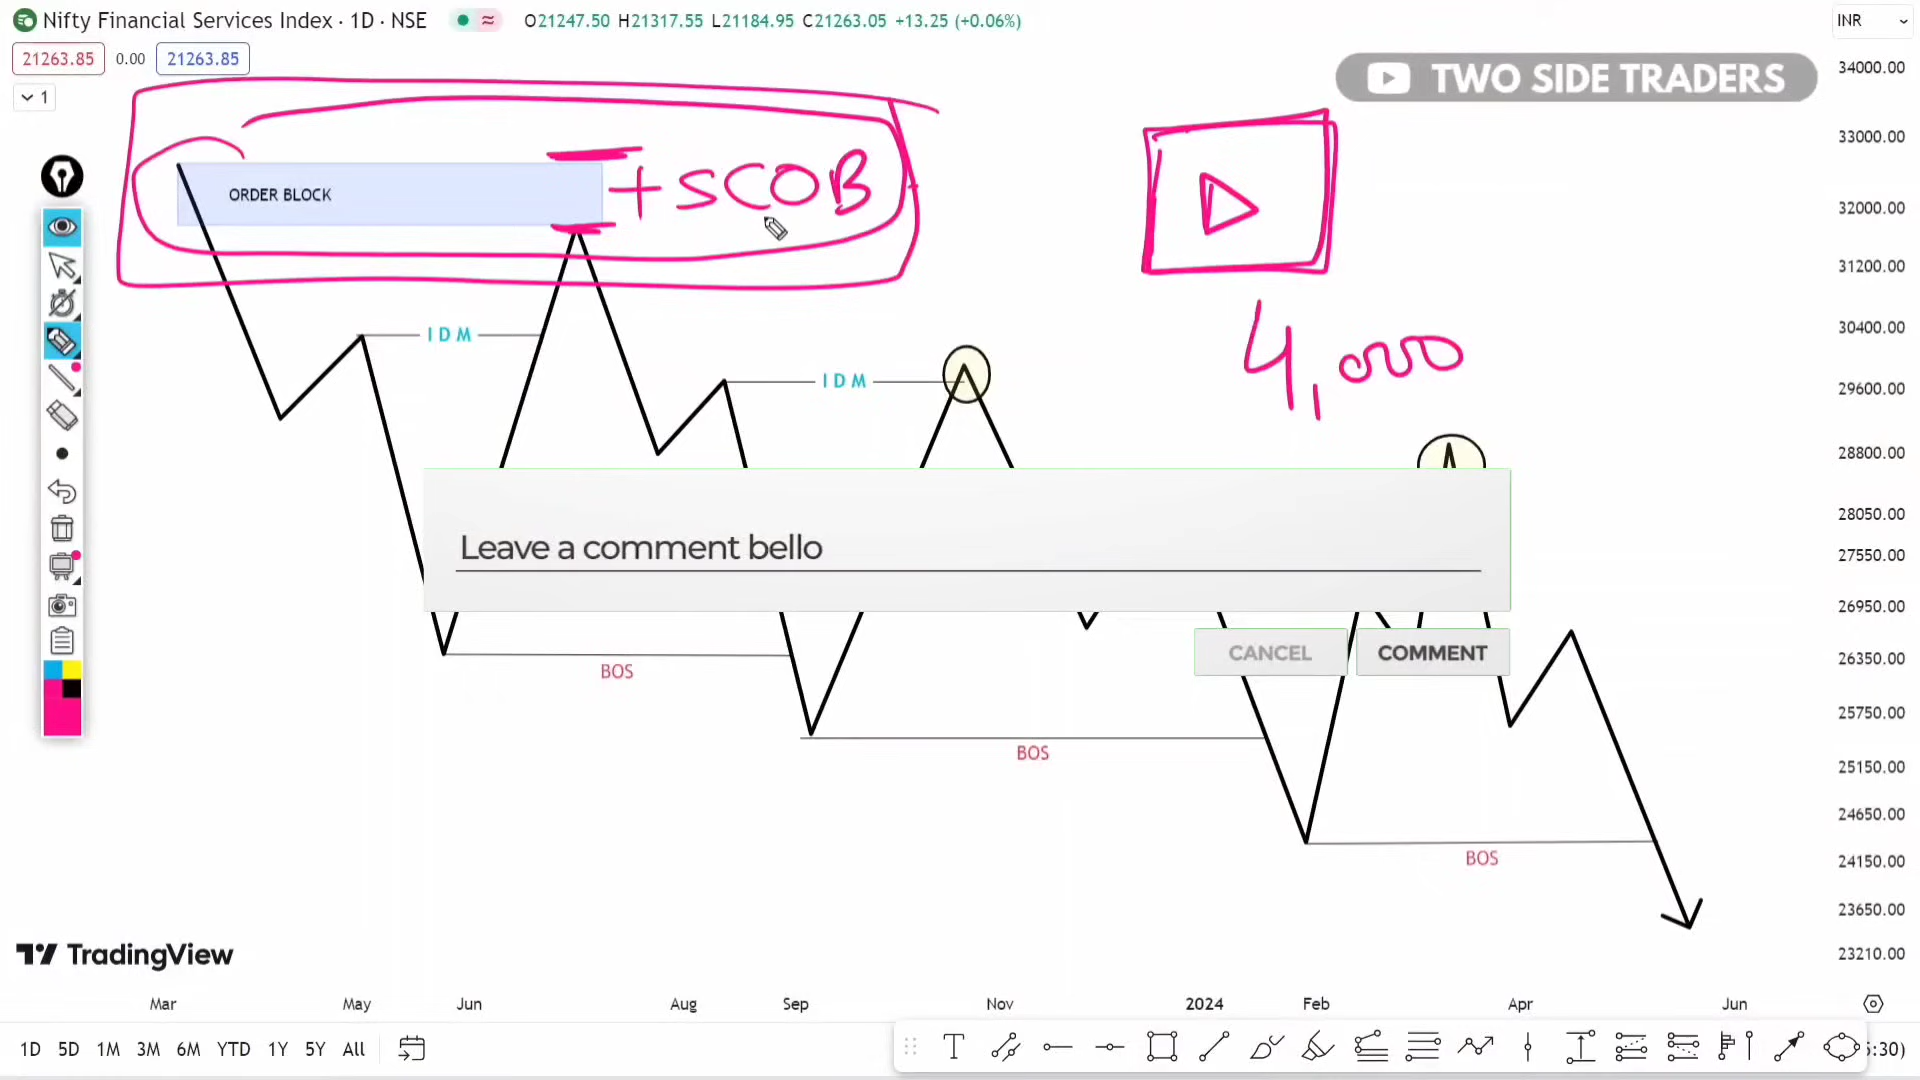 Nifty Financial Services Index · 1D · NSE
O21247.50 H21317.55 L21184.95 C21263.05 +13.25 (+0.06%)
INR
21263.85 0.00 21263.85
1
TWO SIDE TRADERS
34000.00
33000.00
32000.00
31200.00
30400.00
29600.00
28800.00
28050.00
27550.00
26950.00
26350.00
25750.00
25150.00
24650.00
24150.00
23650.00
23210.00
ORDER BLOCK
+ SCOB
4,000
IDM
IDM
Leave a comment bello
CANCEL COMMENT
BOS
BOS
BOS
TradingView
Mar May Jun Aug Sep Nov 2024 Feb Apr Jun
1D 5D 1M 3M 6M YTD 1Y 5Y All
5:30)